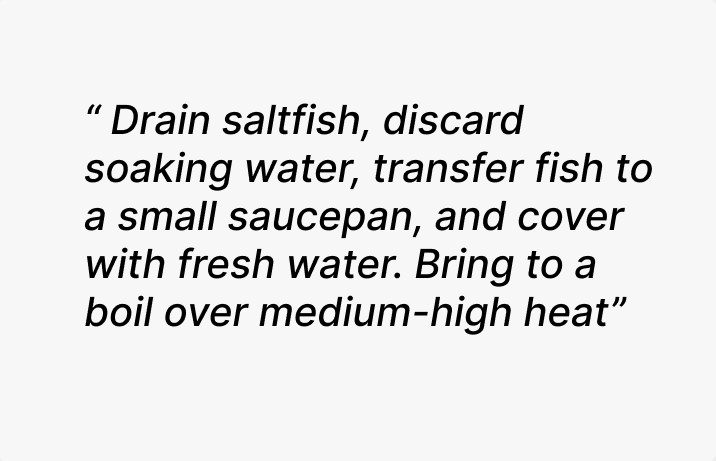 “ Drain saltfish, discard
soaking water, transfer fish to
a small saucepan, and cover
with fresh water. Bring to a
boil over medium-high heat”